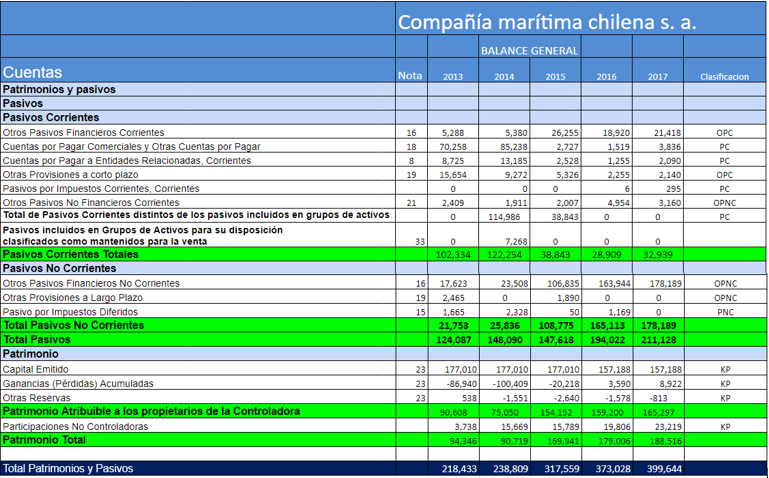 Compañía marítima chilena s. a.
BALANCE GENERAL
Cuentas Nota 2013 2014 2015 2016 2017 Clasificacion
Patrimonios y pasivos
Pasivos
Pasivos Corrientes
Otros Pasivos Financieros Corrientes 16 5,288 5,380 26,255 18,920 21,418 OPC
Cuentas por Pagar Comerciales y Otras Cuentas por Pagar 18 70,258 85,238 2,727 1,519 3,836 PC
Cuentas por Pagar a Entidades Relacionadas, Corrientes 8 8,725 13,185 2,528 1,255 2,090 PC
Otras Provisiones a corto plazo 19 15,654 9,272 5,326 2,255 2,140 OPC
Pasivos por Impuestos Corrientes, Corrientes 0 0 0 6 295 PC
Otros Pasivos No Financieros Corrientes 21 2,409 1,911 2,007 4,954 3,160 OPNC
Total de Pasivos Corrientes distintos de los pasivos incluidos en grupos de activos 0 114,986 38,843 0 0 PC
Pasivos incluidos en Grupos de Activos para su disposición
clasificados como mantenidos para la venta 33 0 7,268 0 0 0
Pasivos Corrientes Totales 102,334 122,254 38,843 28,909 32,939
Pasivos No Corrientes
Otros Pasivos Financieros No Corrientes 16 17,623 23,508 106,835 163,944 178,189 OPNC
Otras Provisiones a Largo Plazo 19 2,465 0 1,890 0 0 OPNC
Pasivo por Impuestos Diferidos 15 1,665 2,328 50 1,169 0 PNC
Total Pasivos No Corrientes 21,753 25,836 108,775 165,113 178,189
Total Pasivos 124,087 148,090 147,618 194,022 211,128
Patrimonio
Capital Emitido 23 177,010 177,010 177,010 157,188 157,188 KP
Ganancias (Pérdidas) Acumuladas 23 -86,940 -100,409 -20,218 3,590 8,922 KP
Otras Reservas 23 538 -1,551 -2,640 -1,578 -813 KP
Patrimonio Atribuible a los propietarios de la Controladora 90,608 75,050 154,152 159,200 165,297
Participaciones No Controladoras 3,738 15,669 15,789 19,806 23,219 KP
Patrimonio Total 94,346 90,719 169,941 179,006 188,516
Total Patrimonios y Pasivos 218,433 238,809 317,559 373,028 399,644